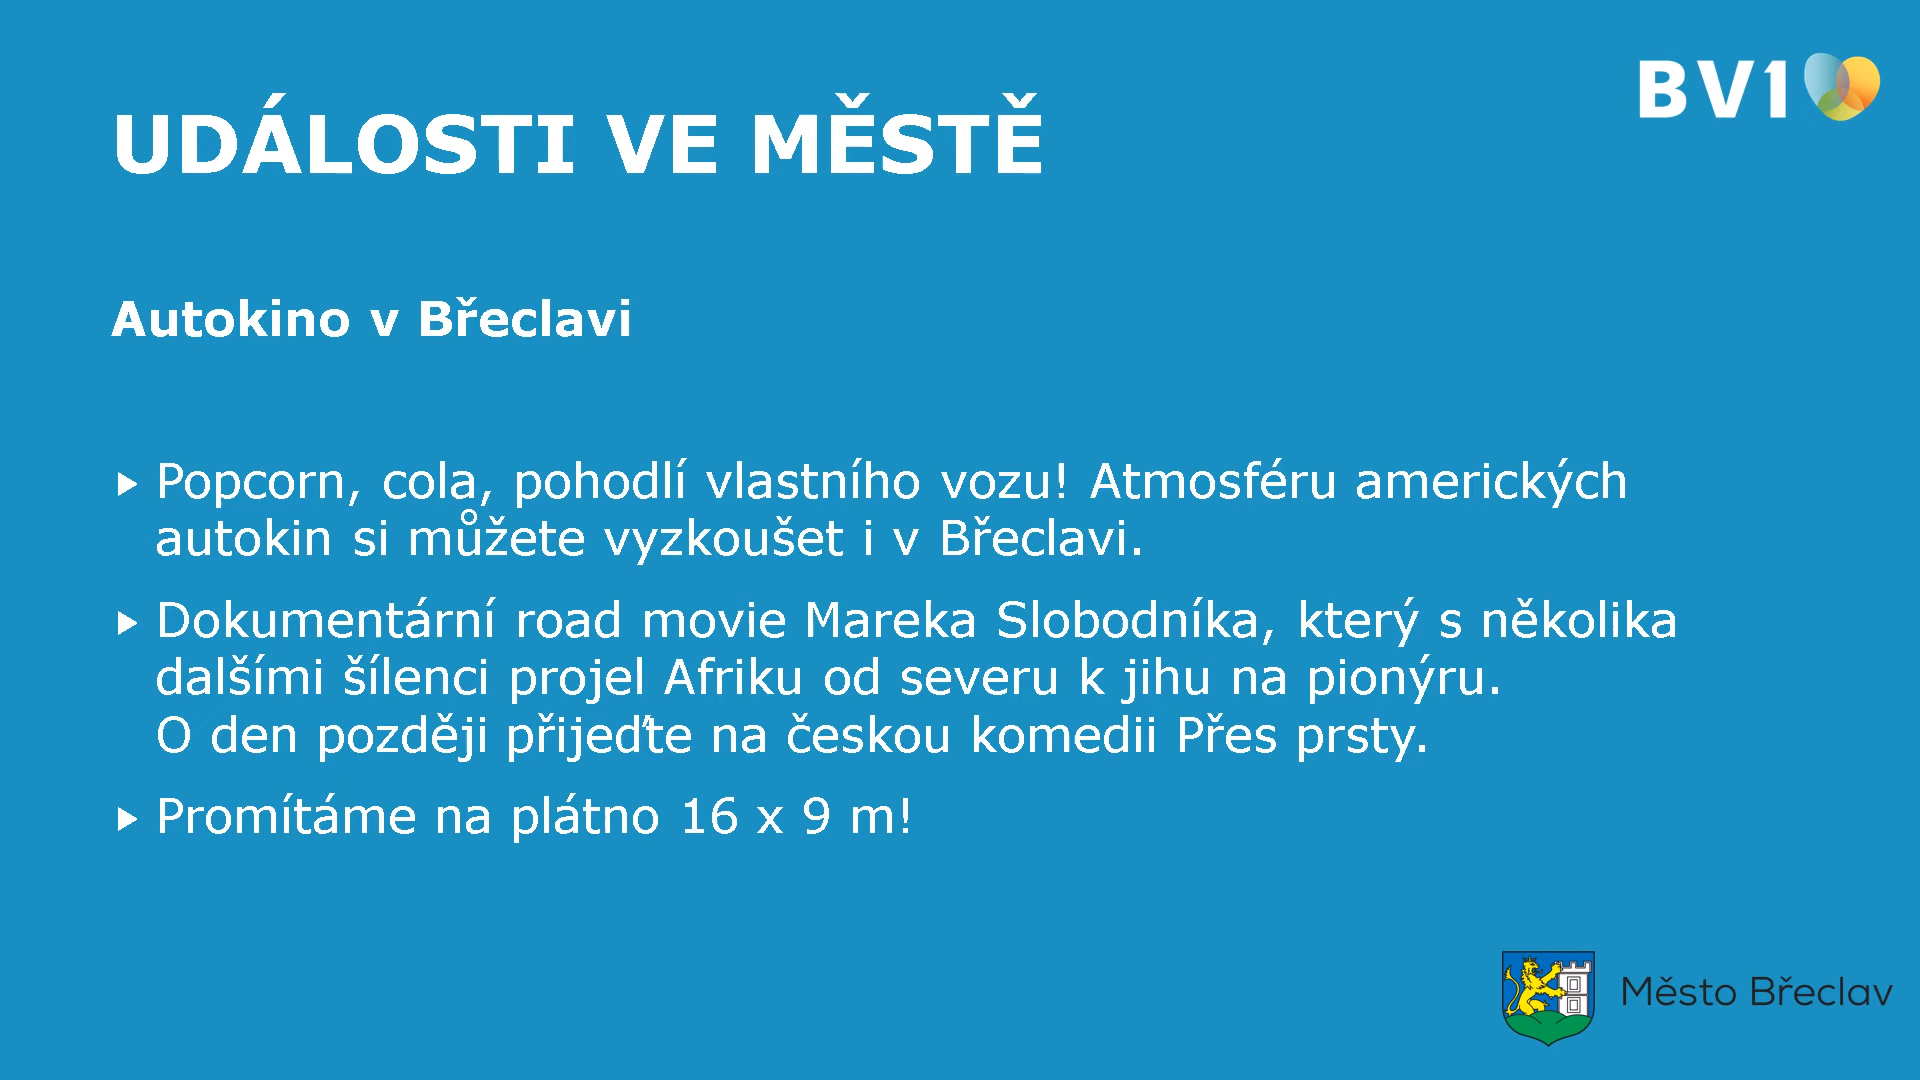 BV1
UDÁLOSTI VE MĚSTĚ
Autokino v Břeclavi
Popcorn, cola, pohodlí vlastního vozu! Atmosféru amerických
autokin si můžete vyzkoušet i v Břeclavi.
Dokumentární road movie Mareka Slobodníka, který s několika
dalšími šílenci projel Afriku od severu k jihu na pionýru.
O den později přijeďte na českou komedii Přes prsty.
Promítáme na plátno 16 x 9 m!
Město Břeclav